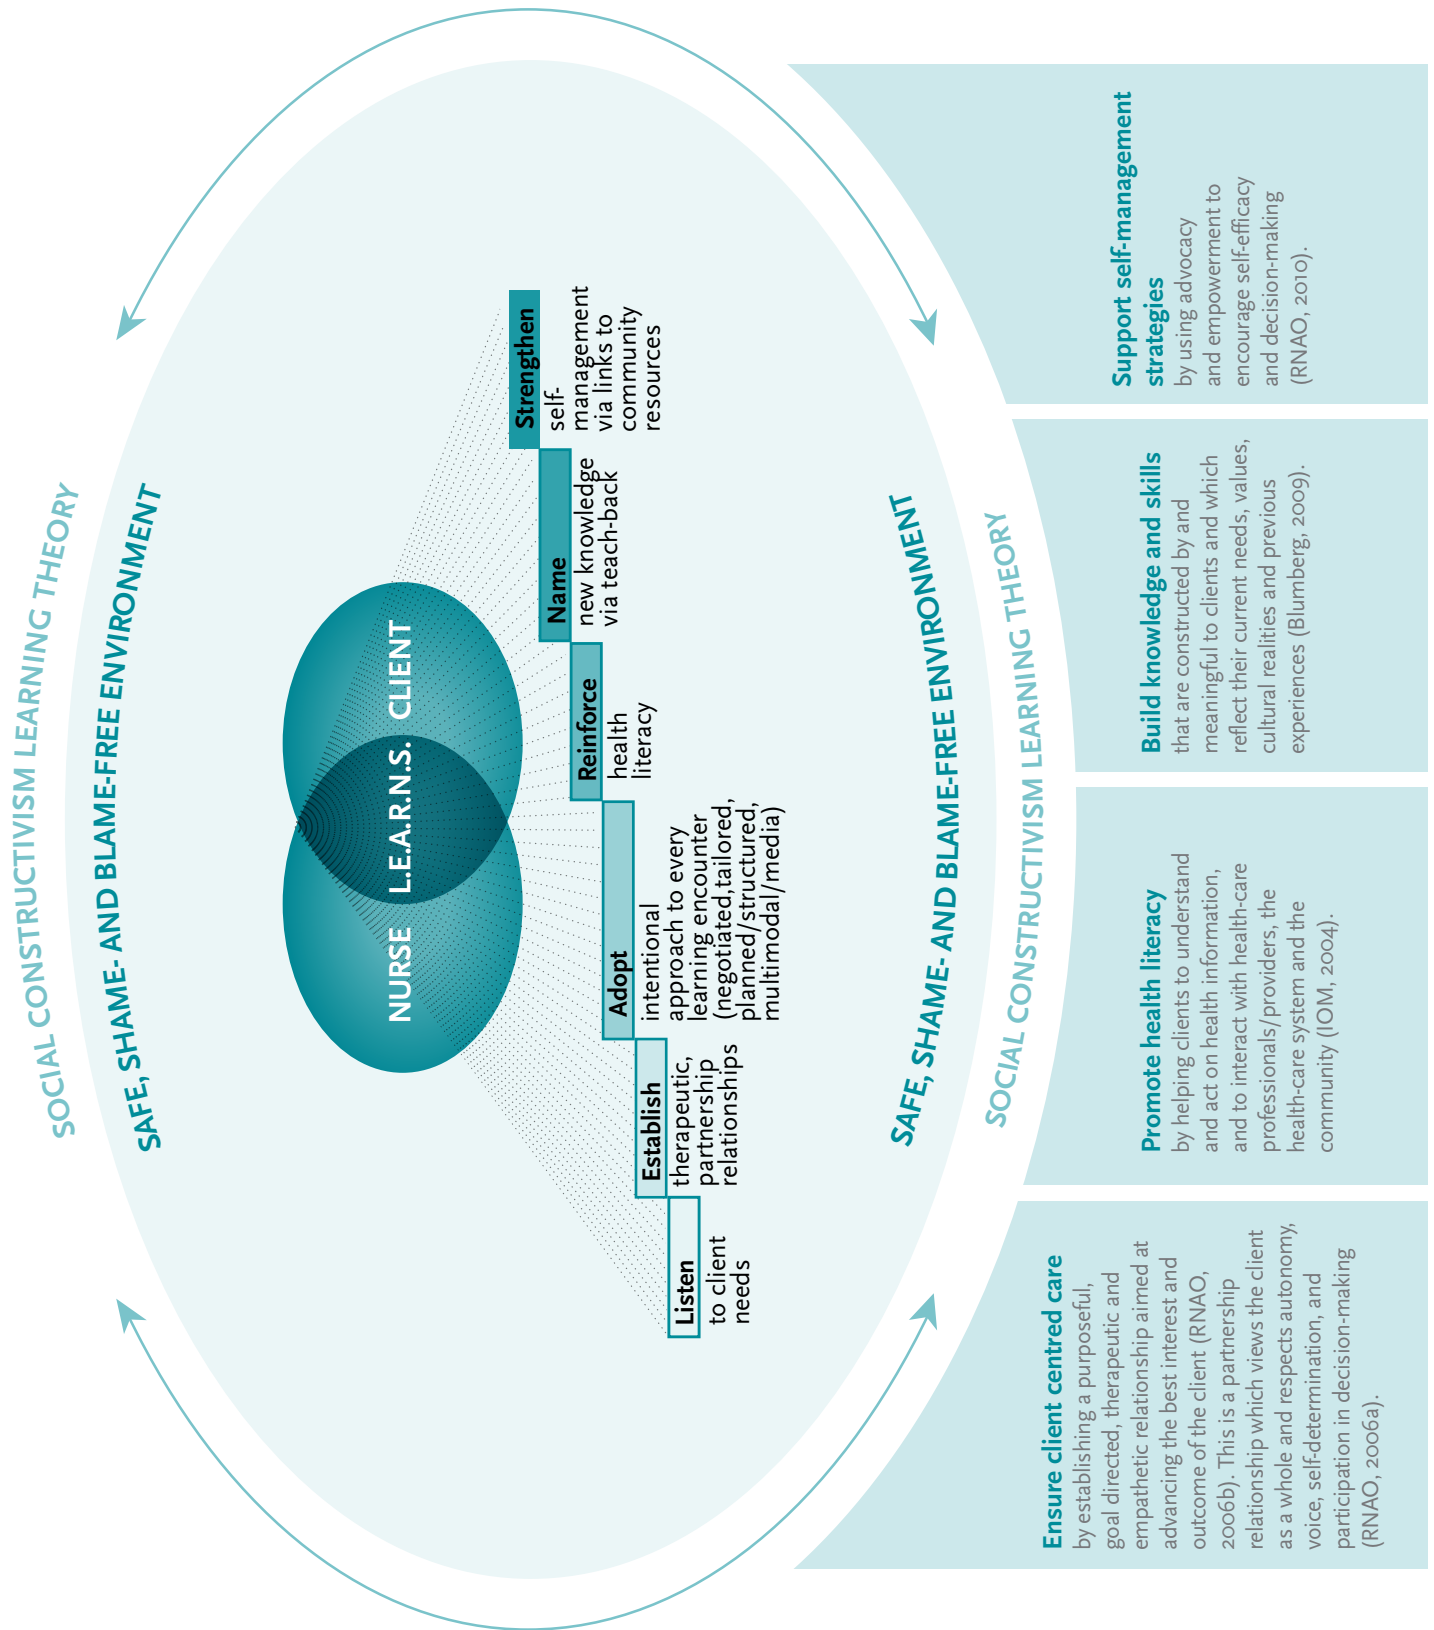 SOCIAL CONSTRUCTIVISM LEARNING THEORY
SAFE, SHAME- AND BLAME-FREE ENVIRONMENT
NURSE L.E.A.R.N.S. CLIENT
Listen
to client
needs
Establish
therapeutic,
partnership
relationships
Adopt
intentional
approach to every
learning encounter
(negotiated,tailored,
planned/structured,
multimodal/media)
Reinforce
health
literacy
Name
new knowledge
via teach-back
Strengthen
self-
management
via links to
community
resources
SAFE, SHAME- AND BLAME-FREE ENVIRONMENT
SOCIAL CONSTRUCTIVISM LEARNING THEORY
Ensure client centred care
by establishing a purposeful,
goal directed, therapeutic and
empathetic relationship aimed at
advancing the best interest and
outcome of the client (RNAO,
2006b). This is a partnership
relationship which views the client
as a whole and respects autonomy,
voice, self-determination, and
participation in decision-making
(RNAO, 2006a).
Promote health literacy
by helping clients to understand
and act on health information,
and to interact with health-care
professionals/providers, the
health-care system and the
community (IOM, 2004).
Build knowledge and skills
that are constructed by and
meaningful to clients and which
reflect their current needs, values,
cultural realities and previous
experiences (Blumberg, 2009).
Support self-management
strategies
by using advocacy
and empowerment to
encourage self-efficacy
and decision-making
(RNAO, 2010).